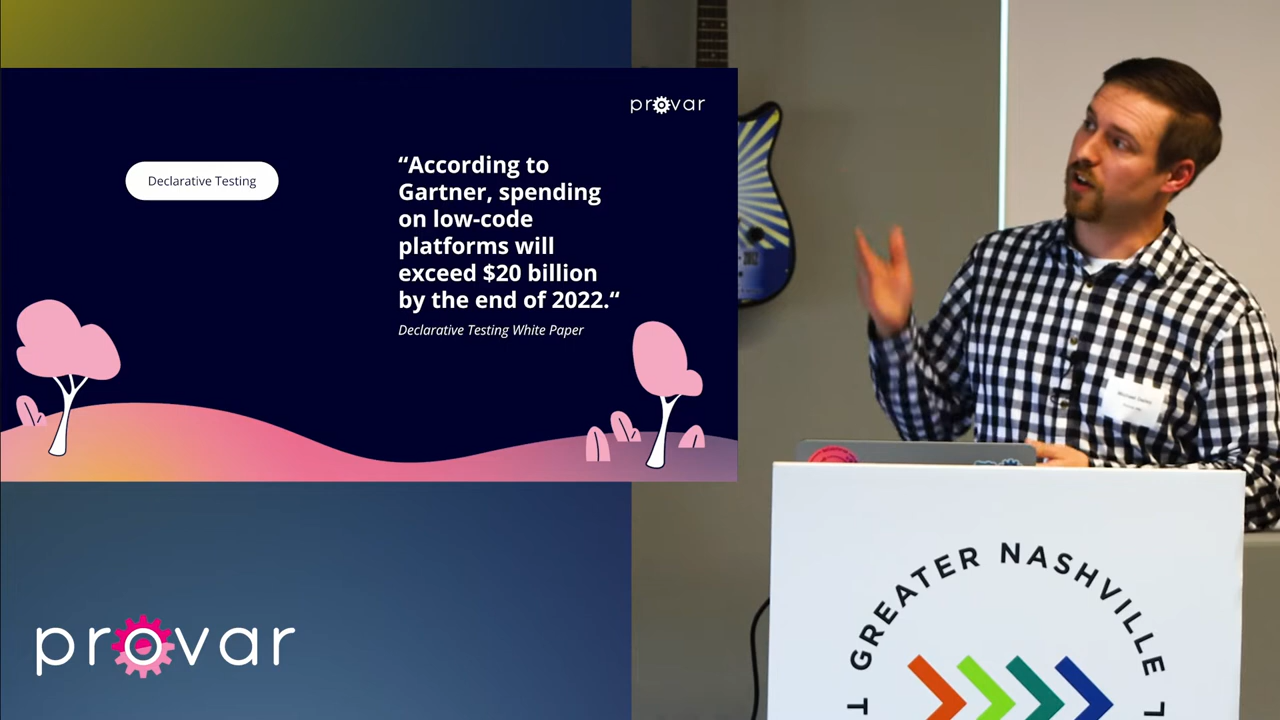 provar
Declarative Testing
“According to
Gartner, spending
on low-code
platforms will
exceed $20 billion
by the end of 2022.“
Declarative Testing White Paper
provar
GREATER NASHVILLE